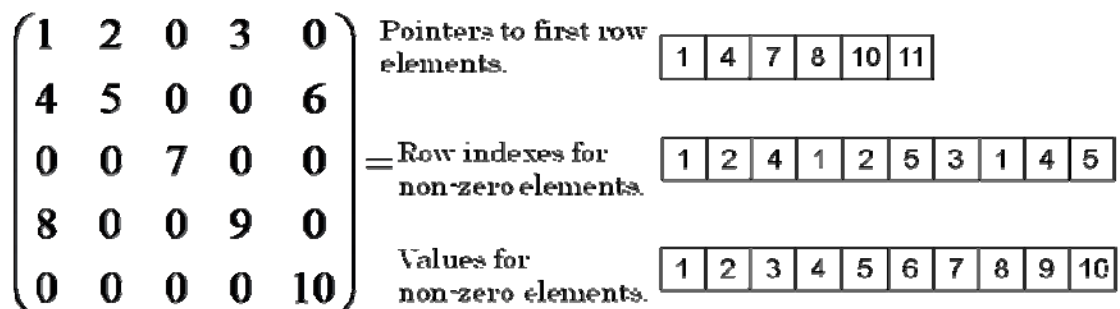 1 2 0 3 0
4 5 0 0 6
0 0 7 0 0
8 0 0 9 0
0 0 0 0 10
=
Pointers to first row
elements.
1 4 7 8 10 11
Row indexes for
non-zero elements.
1 2 4 1 2 5 3 1 4 5
Values for
non-zero elements.
1 2 3 4 5 6 7 8 9 10